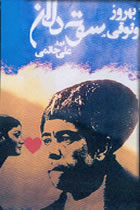 بهروز
وثوقی
سوته دلان
علی حاتمی